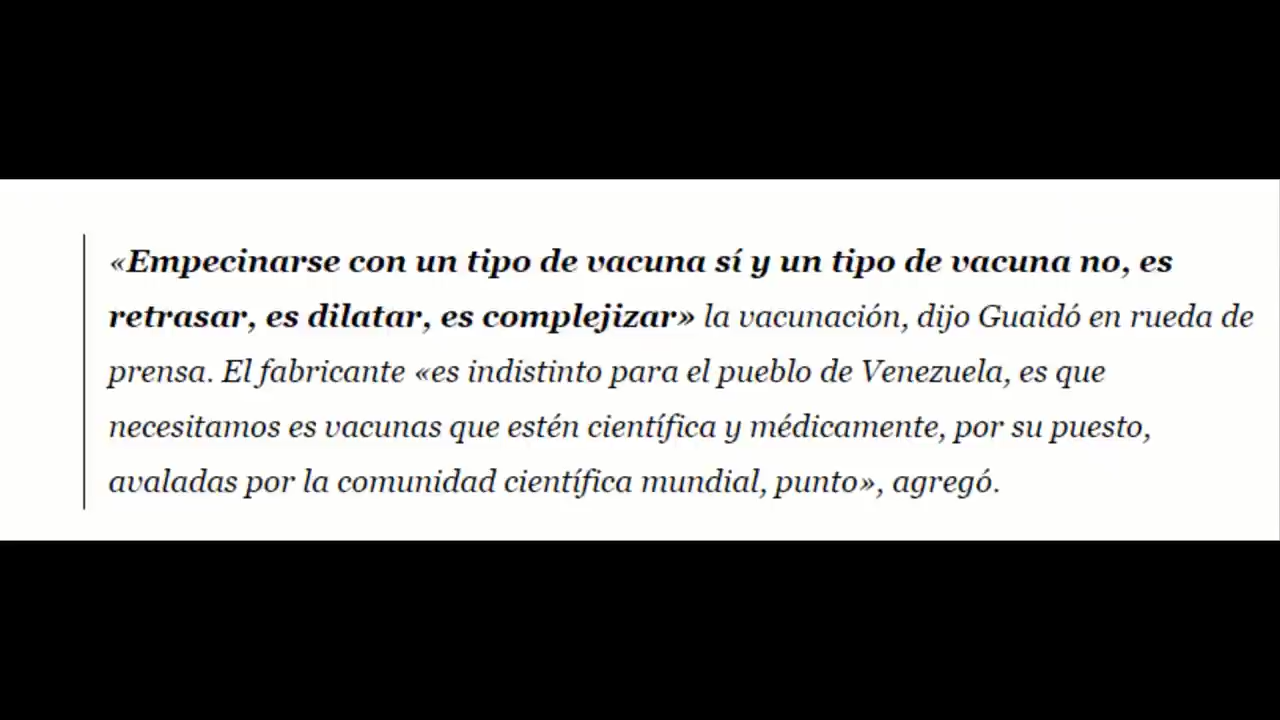 «Empecinarse con un tipo de vacuna sí y un tipo de vacuna no, es
retrasar, es dilatar, es complejizar» la vacunación, dijo Guaidó en rueda de
prensa. El fabricante «es indistinto para el pueblo de Venezuela, es que
necesitamos es vacunas que estén científica y médicamente, por su puesto,
avaladas por la comunidad científica mundial, punto», agregó.